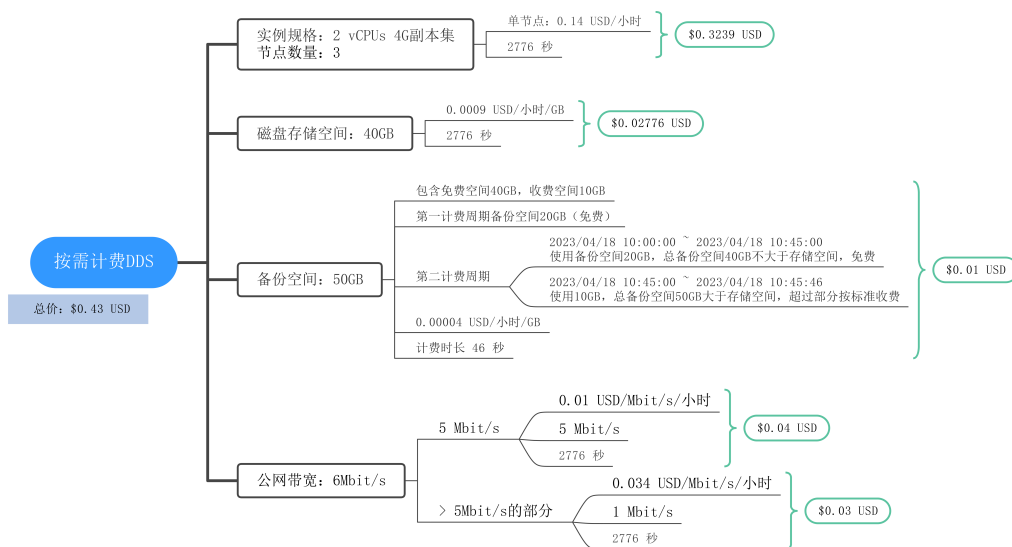 按需计费DDS
总价：$0.43 USD
实例规格：2 vCPUs 4G副本集
节点数量：3
单节点：0.14 USD/小时
2776 秒
$0.3239 USD
磁盘存储空间：40GB
0.0009 USD/小时/GB
2776 秒
$0.02776 USD
备份空间：50GB
包含免费空间40GB，收费空间10GB
第一计费周期备份空间20GB（免费）
第二计费周期
2023/04/18 10:00:00 ~ 2023/04/18 10:45:00
使用备份空间20GB，总备份空间40GB不大于存储空间，免费
2023/04/18 10:45:00 ~ 2023/04/18 10:45:46
使用10GB，总备份空间50GB大于存储空间，超过部分按标准收费
0.00004 USD/小时/GB
计费时长 46 秒
$0.01 USD
公网带宽：6Mbit/s
5 Mbit/s
0.01 USD/Mbit/s/小时
5 Mbit/s
2776 秒
$0.04 USD
> 5Mbit/s的部分
0.034 USD/Mbit/s/小时
1 Mbit/s
2776 秒
$0.03 USD